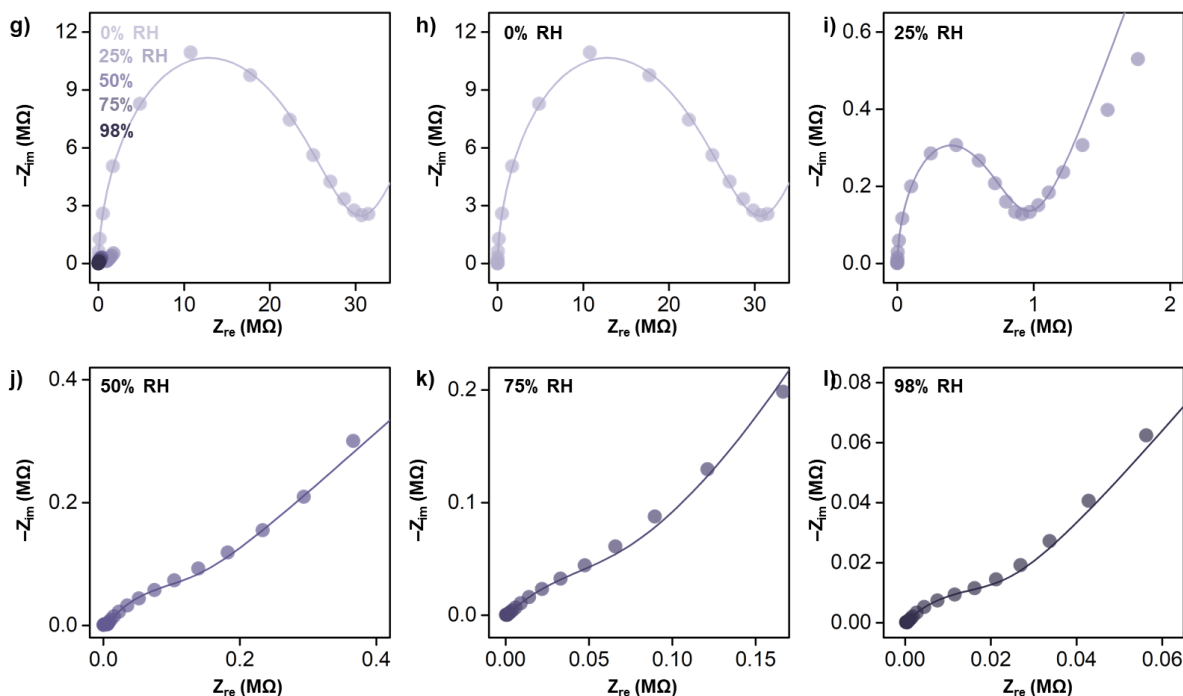 g)
0% RH
25% RH
50%
75%
98%
12
9
6
3
0
–Zim (MΩ)
0 10 20 30
Zre (MΩ)
h)
0% RH
12
9
6
3
0
–Zim (MΩ)
0 10 20 30
Zre (MΩ)
i)
25% RH
0.6
0.4
0.2
0.0
–Zim (MΩ)
0 1 2
Zre (MΩ)
j)
50% RH
0.4
0.2
0.0
–Zim (MΩ)
0.0 0.2 0.4
Zre (MΩ)
k)
75% RH
0.2
0.1
0.0
–Zim (MΩ)
0.00 0.05 0.10 0.15
Zre (MΩ)
l)
98% RH
0.08
0.06
0.04
0.02
0.00
–Zim (MΩ)
0.00 0.02 0.04 0.06
Zre (MΩ)